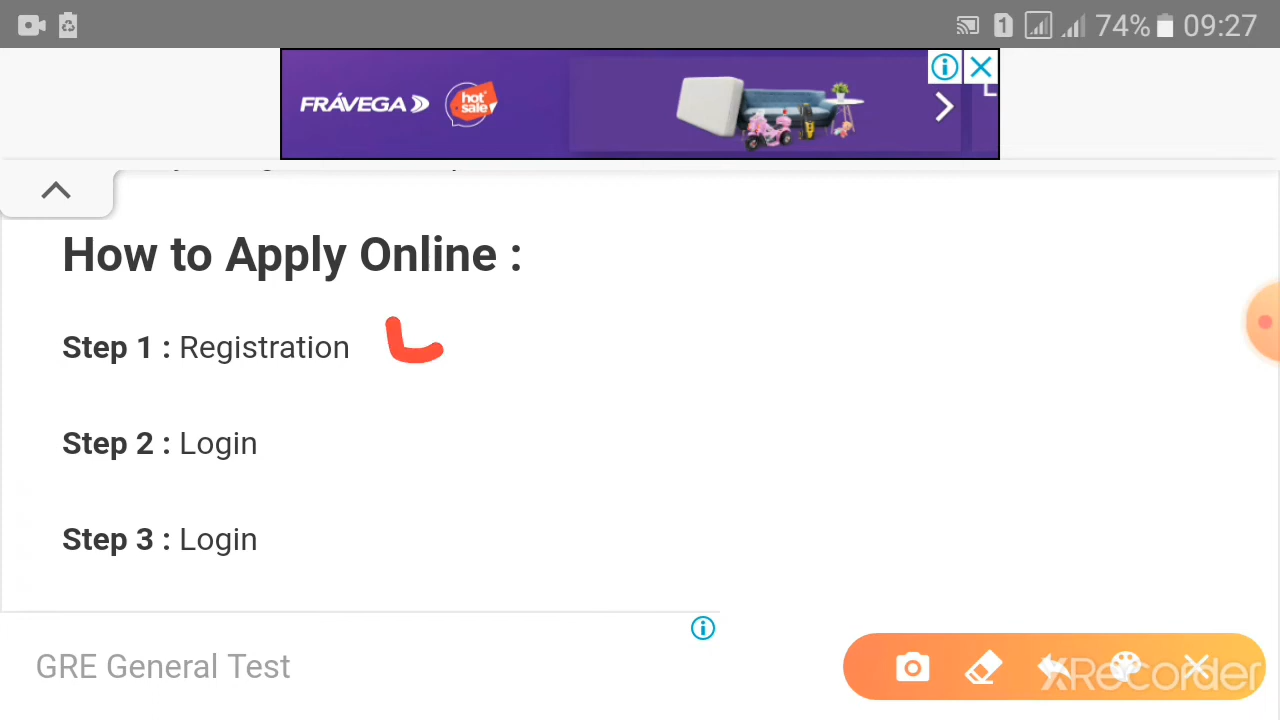 1 74% 09:27
FRÁVEGA hot sale
How to Apply Online :
Step 1 : Registration
Step 2 : Login
Step 3 : Login
GRE General Test
XRecorder